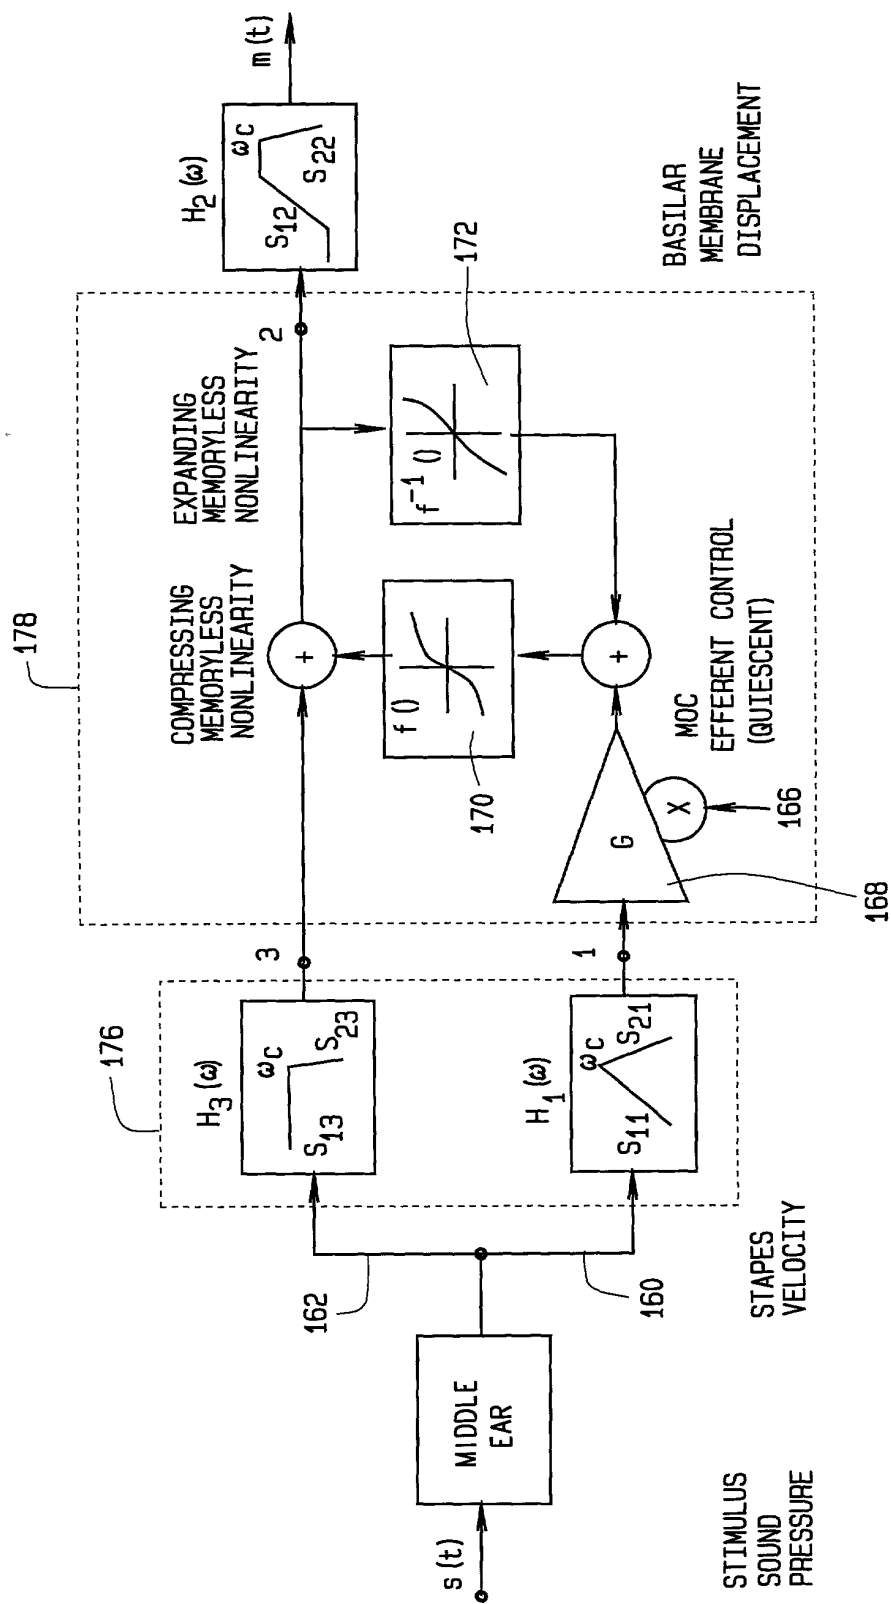 178
176
COMPRESSING
MEMORYLESS
NONLINEARITY
EXPANDING
MEMORYLESS
NONLINEARITY
H3(ω)
S13
ωC
S23
3
162
s(t)
MIDDLE
EAR
160
H1(ω)
S11
ωC
S21
1
+
f()
170
f-1()
172
2
H2(ω)
S12
ωC
S22
m(t)
G
X
+
166
168
MOC
EFFERENT CONTROL
(QUIESCENT)
STIMULUS
SOUND
PRESSURE
STAPES
VELOCITY
BASILAR
MEMBRANE
DISPLACEMENT